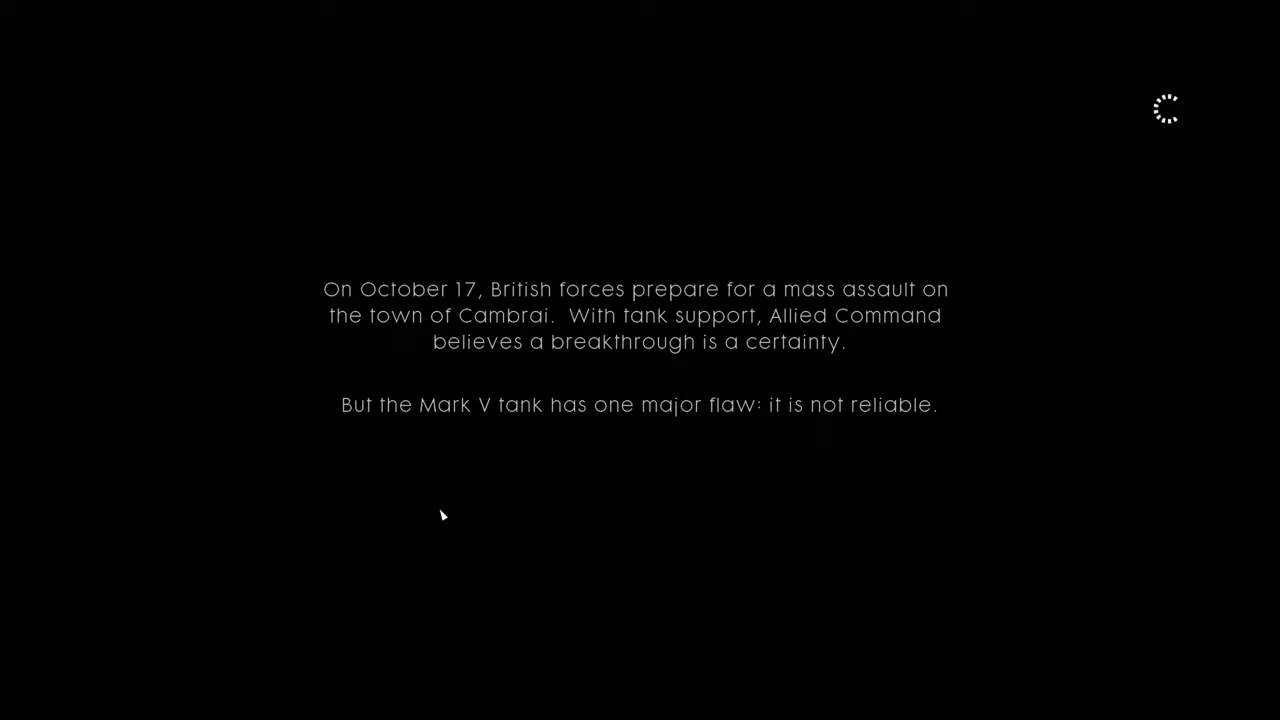 On October 17, British forces prepare for a mass assault on
the town of Cambrai.  With tank support, Allied Command
believes a breakthrough is a certainty.
But the Mark V tank has one major flaw: it is not reliable.